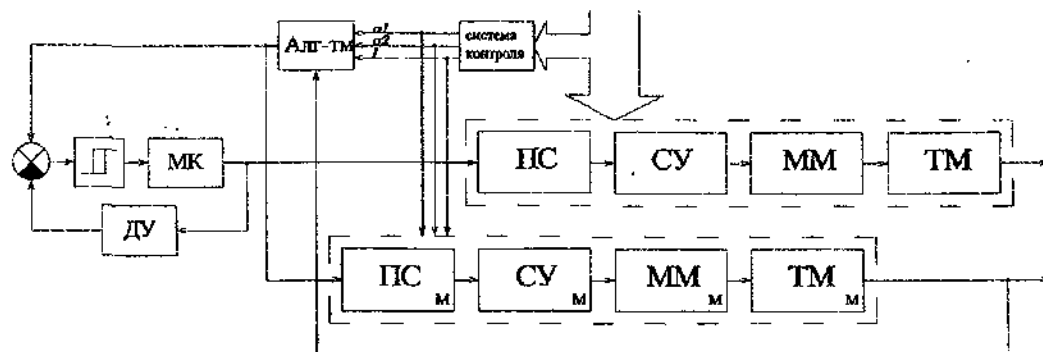 Алг-тм
α1
α2
I
система
контроля
МК
ДУ
ПС
СУ
ММ
ТМ
ПС м
СУ м
ММ м
ТМ м